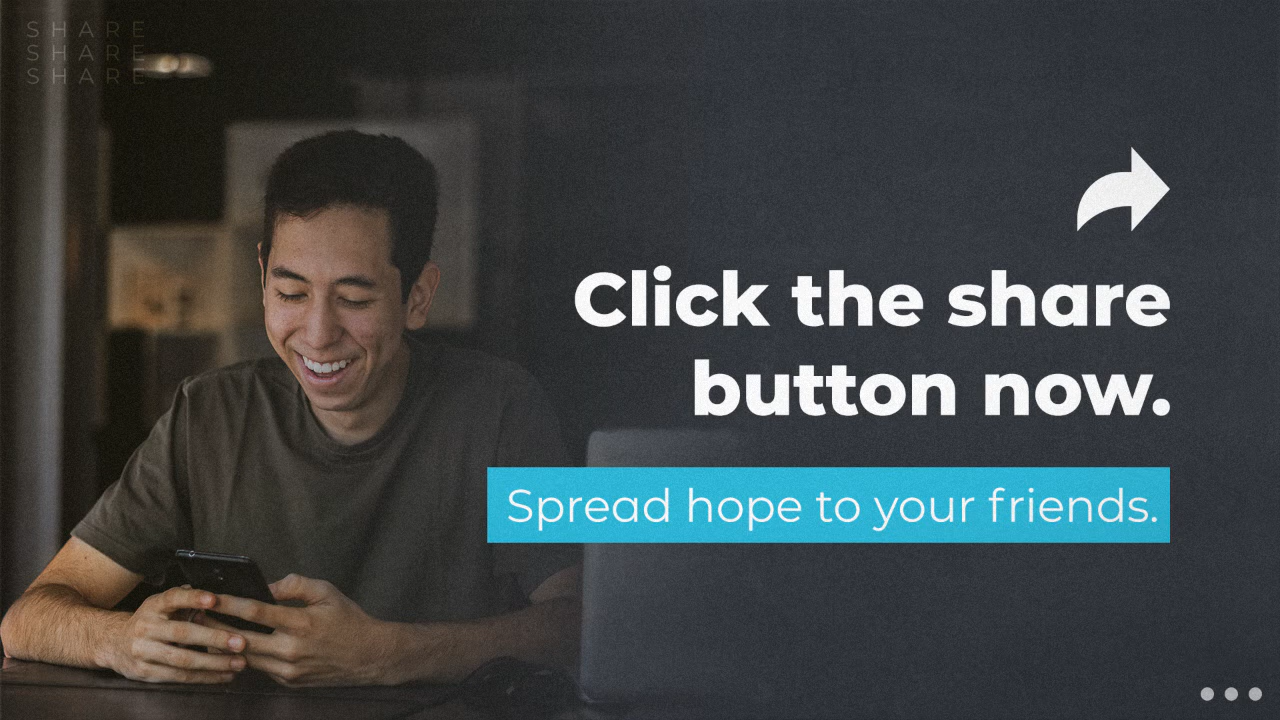 SHARE
SHARE
SHARE
Click the share
button now.
Spread hope to your friends.